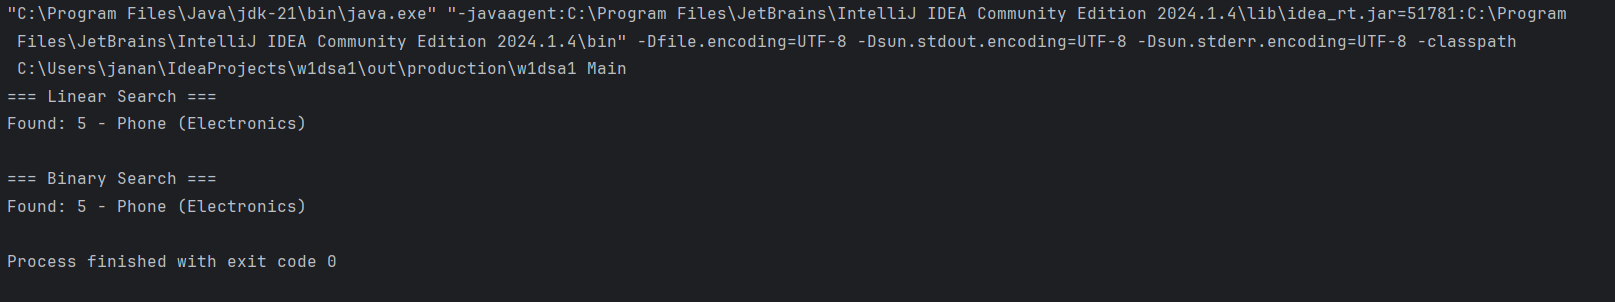 "C:\Program Files\Java\jdk-21\bin\java.exe" "-javaagent:C:\Program Files\JetBrains\IntelliJ IDEA Community Edition 2024.1.4\lib\idea_rt.jar=51781:C:\Program
Files\JetBrains\IntelliJ IDEA Community Edition 2024.1.4\bin" -Dfile.encoding=UTF-8 -Dsun.stdout.encoding=UTF-8 -Dsun.stderr.encoding=UTF-8 -classpath
C:\Users\janan\IdeaProjects\w1dsa1\out\production\w1dsa1 Main
=== Linear Search ===
Found: 5 - Phone (Electronics)
=== Binary Search ===
Found: 5 - Phone (Electronics)
Process finished with exit code 0